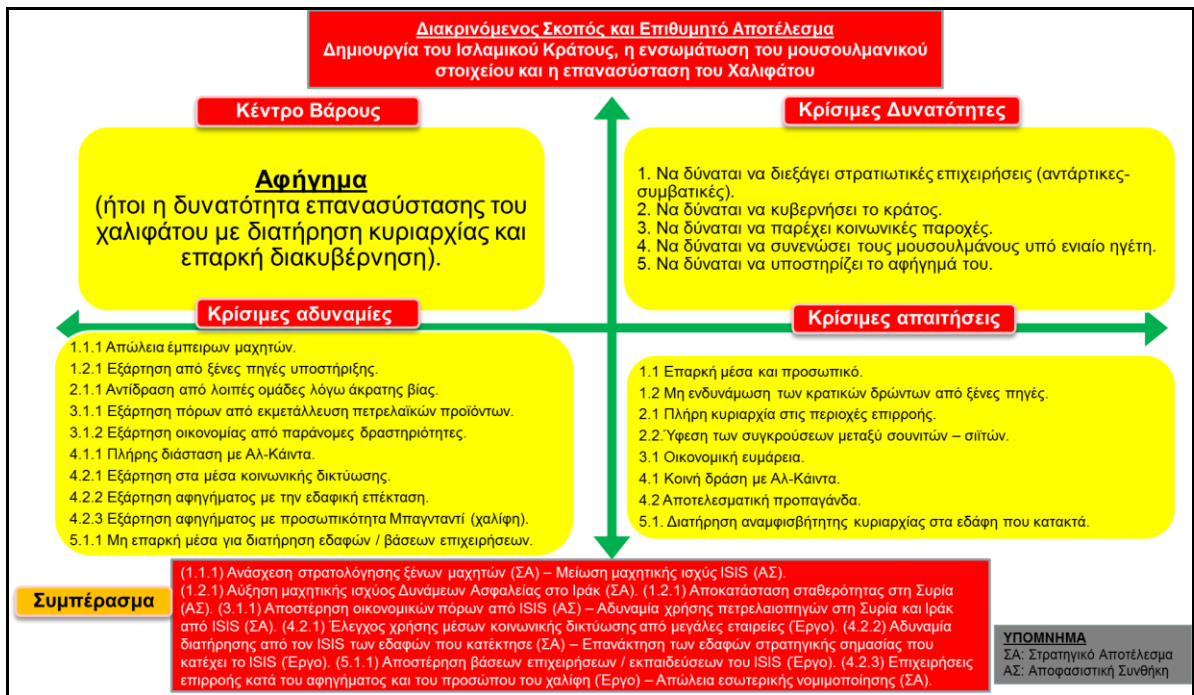 Διακρινόμενος Σκοπός και Επιθυμητό Αποτέλεσμα
Δημιουργία του Ισλαμικού Κράτους, η ενσωμάτωση του μουσουλμανικού
στοιχείου και η επανασύσταση του Χαλιφάτου
Κέντρο Βάρους
Αφήγημα
(ήτοι η δυνατότητα επανασύστασης του
χαλιφάτου με διατήρηση κυριαρχίας και
επαρκή διακυβέρνηση).
Κρίσιμες Δυνατότητες
1. Να δύναται να διεξάγει στρατιωτικές επιχειρήσεις (αντάρτικες-
συμβατικές).
2. Να δύναται να κυβερνήσει το κράτος.
3. Να δύναται να παρέχει κοινωνικές παροχές.
4. Να δύναται να συνενώσει τους μουσουλμάνους υπό ενιαίο ηγέτη.
5. Να δύναται να υποστηρίζει το αφήγημά του.
Κρίσιμες αδυναμίες
1.1.1 Απώλεια έμπειρων μαχητών.
1.2.1 Εξάρτηση από ξένες πηγές υποστήριξης.
2.1.1 Αντίδραση από λοιπές ομάδες λόγω άκρατης βίας.
3.1.1 Εξάρτηση πόρων από εκμετάλλευση πετρελαϊκών προϊόντων.
3.1.2 Εξάρτηση οικονομίας από παράνομες δραστηριότητες.
4.1.1 Πλήρης διάσταση με Αλ-Κάιντα.
4.2.1 Εξάρτηση στα μέσα κοινωνικής δικτύωσης.
4.2.2 Εξάρτηση αφηγήματος με την εδαφική επέκταση.
4.2.3 Εξάρτηση αφηγήματος με προσωπικότητα Μπαγνταντί (χαλίφη).
5.1.1 Μη επαρκή μέσα για διατήρηση εδαφών / βάσεων επιχειρήσεων.
Κρίσιμες απαιτήσεις
1.1 Επαρκή μέσα και προσωπικό.
1.2 Μη ενδυνάμωση των κρατικών δρώντων από ξένες πηγές.
2.1 Πλήρη κυριαρχία στις περιοχές επιρροής.
2.2.Ύφεση των συγκρούσεων μεταξύ σουνιτών – σιϊτών.
3.1 Οικονομική ευμάρεια.
4.1 Κοινή δράση με Αλ-Κάιντα.
4.2 Αποτελεσματική προπαγάνδα.
5.1. Διατήρηση αναμφισβήτητης κυριαρχίας στα εδάφη που κατακτά.
Συμπέρασμα
(1.1.1) Ανάσχεση στρατολόγησης ξένων μαχητών (ΣΑ) – Μείωση μαχητικής ισχύς ISIS (ΑΣ).
(1.2.1) Αύξηση μαχητικής ισχύος Δυνάμεων Ασφαλείας στο Ιράκ (ΣΑ). (1.2.1) Αποκατάσταση σταθερότητας στη Συρία
(ΑΣ). (3.1.1) Αποστέρηση οικονομικών πόρων από ISIS (ΑΣ) – Αδυναμία χρήσης πετρελαιοπηγών στη Συρία και Ιράκ
από ISIS (ΣΑ). (4.2.1) Έλεγχος χρήσης μέσων κοινωνικής δικτύωσης από μεγάλες εταιρείες (Έργο). (4.2.2) Αδυναμία
διατήρησης από τον ISIS των εδαφών που κατέκτησε (ΣΑ) – Επανάκτηση των εδαφών στρατηγικής σημασίας που
κατέχει το ISIS (Έργο). (5.1.1) Αποστέρηση βάσεων επιχειρήσεων / εκπαιδεύσεων του ISIS (Έργο). (4.2.3) Επιχειρήσεις
επιρροής κατά του αφηγήματος και του προσώπου του χαλίφη (Έργο) – Απώλεια εσωτερικής νομιμοποίησης (ΣΑ).
ΥΠΟΜΝΗΜΑ
ΣΑ: Στρατηγικό Αποτέλεσμα
ΑΣ: Αποφασιστική Συνθήκη